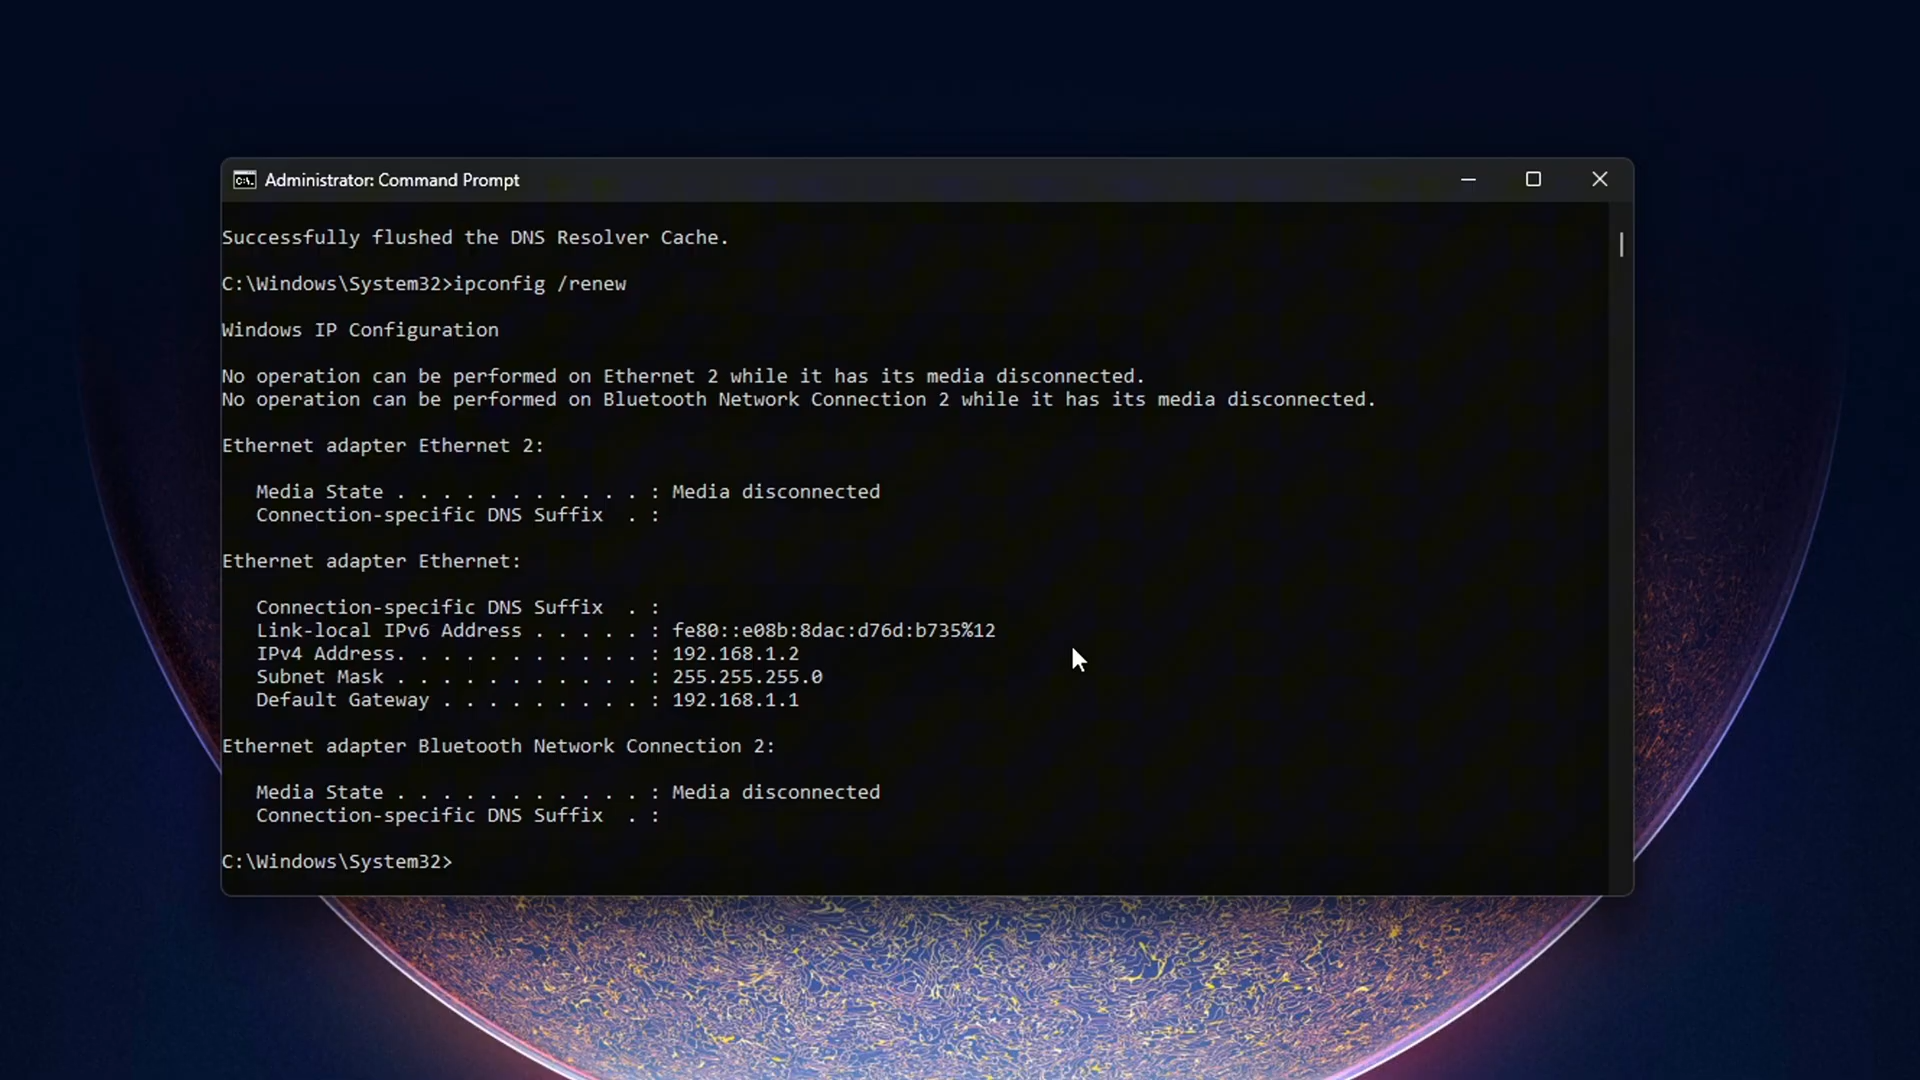 Administrator: Command Prompt
Successfully flushed the DNS Resolver Cache.
C:\Windows\System32>ipconfig /renew
Windows IP Configuration
No operation can be performed on Ethernet 2 while it has its media disconnected.
No operation can be performed on Bluetooth Network Connection 2 while it has its media disconnected.
Ethernet adapter Ethernet 2:
Media State . . . . . . . . . . . : Media disconnected
Connection-specific DNS Suffix  . :
Ethernet adapter Ethernet:
Connection-specific DNS Suffix  . :
Link-local IPv6 Address . . . . . : fe80::e08b:8dac:d76d:b735%12
IPv4 Address. . . . . . . . . . . : 192.168.1.2
Subnet Mask . . . . . . . . . . . : 255.255.255.0
Default Gateway . . . . . . . . . : 192.168.1.1
Ethernet adapter Bluetooth Network Connection 2:
Media State . . . . . . . . . . . : Media disconnected
Connection-specific DNS Suffix  . :
C:\Windows\System32>